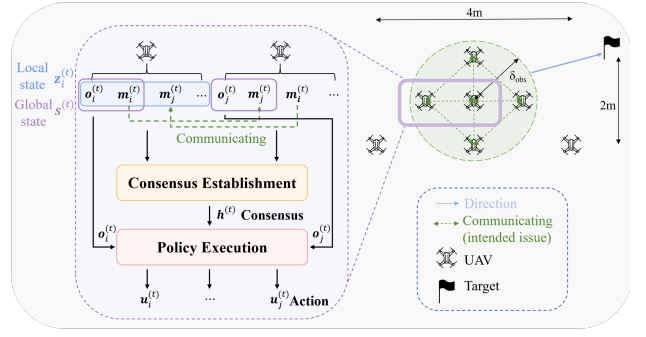 4m
δobs
2m
Local state z_i^(t)
Global state s^(t)
o_i^(t) m_i^(t) m_j^(t) ... o_j^(t) m_j^(t) m_i^(t) ...
Communicating
Consensus Establishment
h^(t) Consensus
o_i^(t) o_j^(t)
Policy Execution
u_i^(t) ... u_j^(t) Action
Direction
Communicating
(intended issue)
UAV
Target